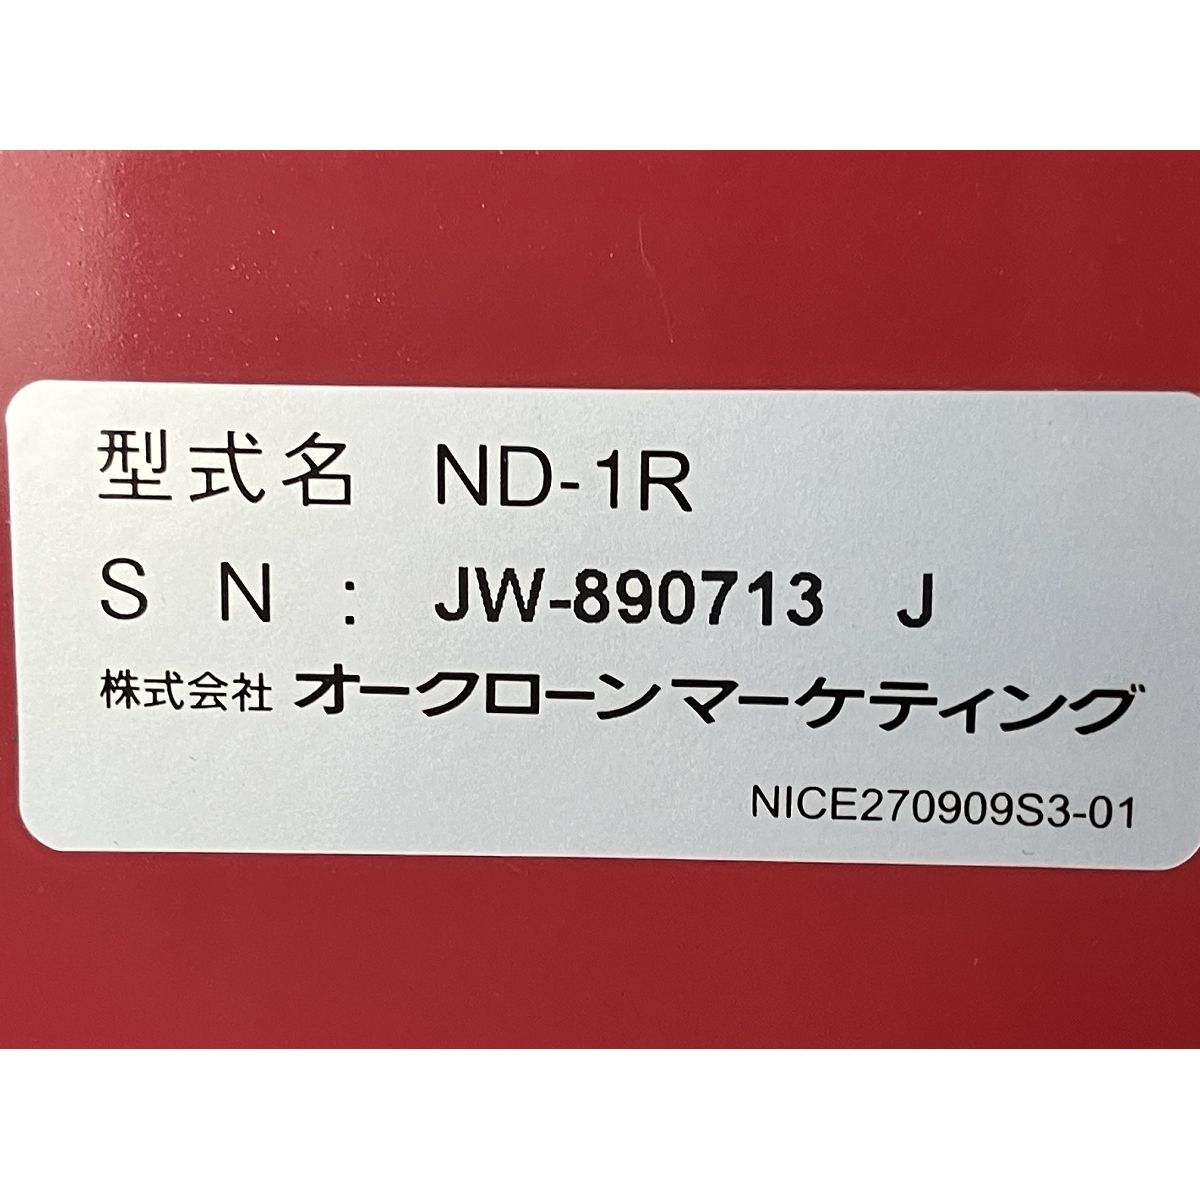 型式名 ND-1R
S N : JW-890713 J
株式会社 オークローンマーケティング
NICE270909S3-01